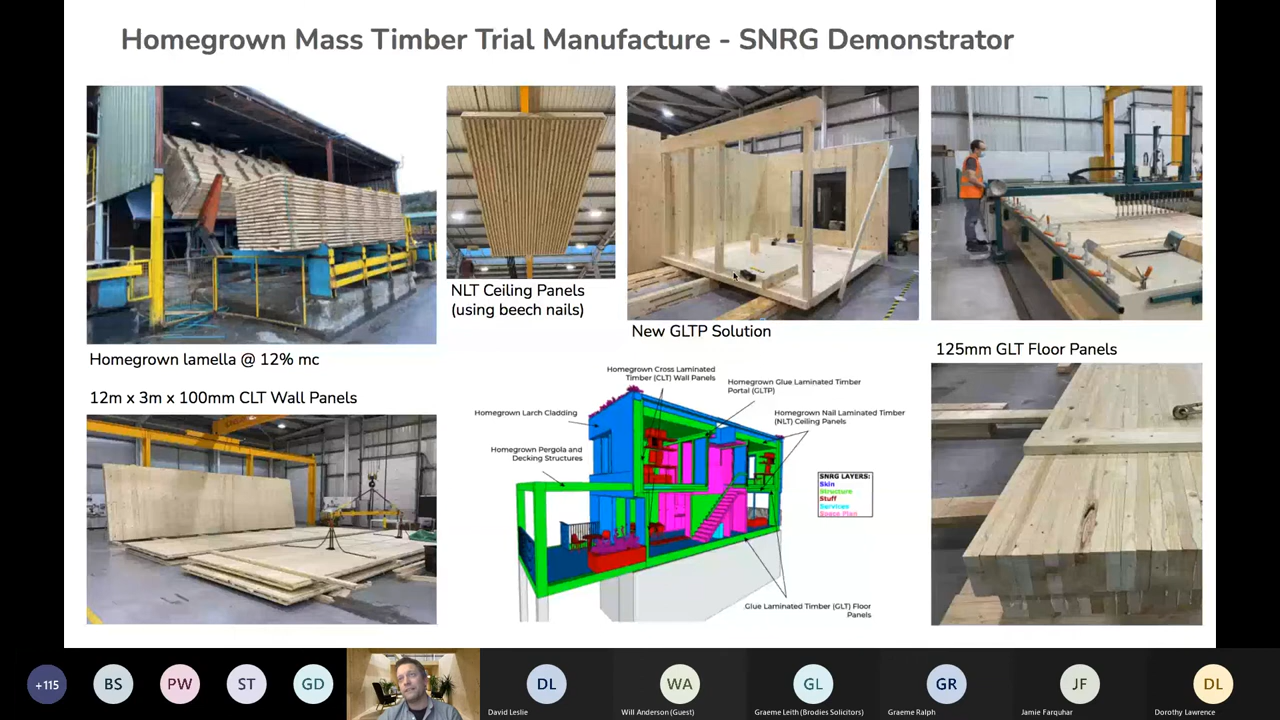 Homegrown Mass Timber Trial Manufacture - SNRG Demonstrator
NLT Ceiling Panels
(using beech nails)
New GLTP Solution
125mm GLT Floor Panels
Homegrown lamella @ 12% mc
12m x 3m x 100mm CLT Wall Panels
Homegrown Cross Laminated
Timber (CLT) Wall Panels
Homegrown Glue Laminated Timber
Portal (GLTP)
Homegrown Larch Cladding
Homegrown Nail Laminated Timber
(NLT) Ceiling Panels
Homegrown Pergola and
Decking Structures
SNRG LAYERS:
Skin
Structure
Stuff
Services
Space Plan
Glue Laminated Timber (GLT) Floor
Panels
+115
BS
PW
ST
GD
DL
WA
GL
GR
JF
DL
David Leslie
Will Anderson (Guest)
Graeme Leith (Brodies Solicitors)
Graeme Ralph
Jamie Farquhar
Dorothy Lawrence